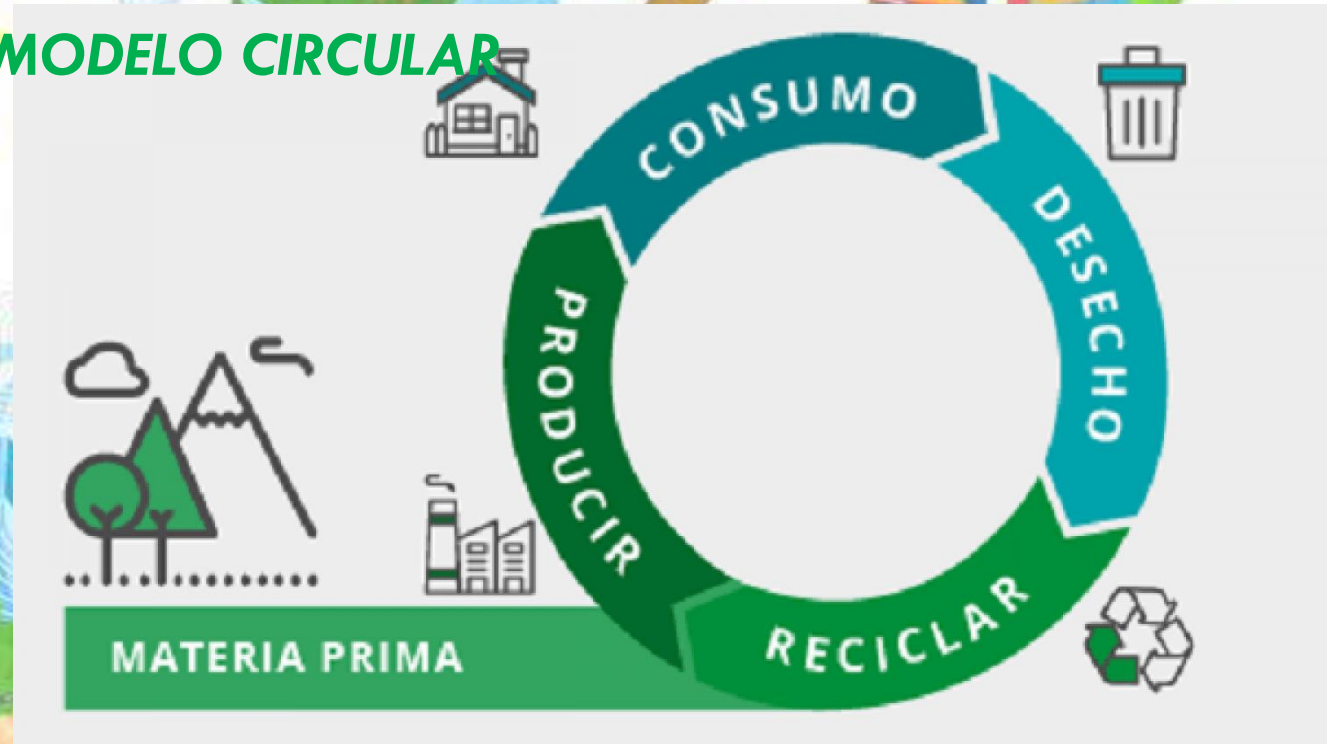 MODELO CIRCULAR
CONSUMO
DESECHO
RECICLAR
PRODUCIR
MATERIA PRIMA